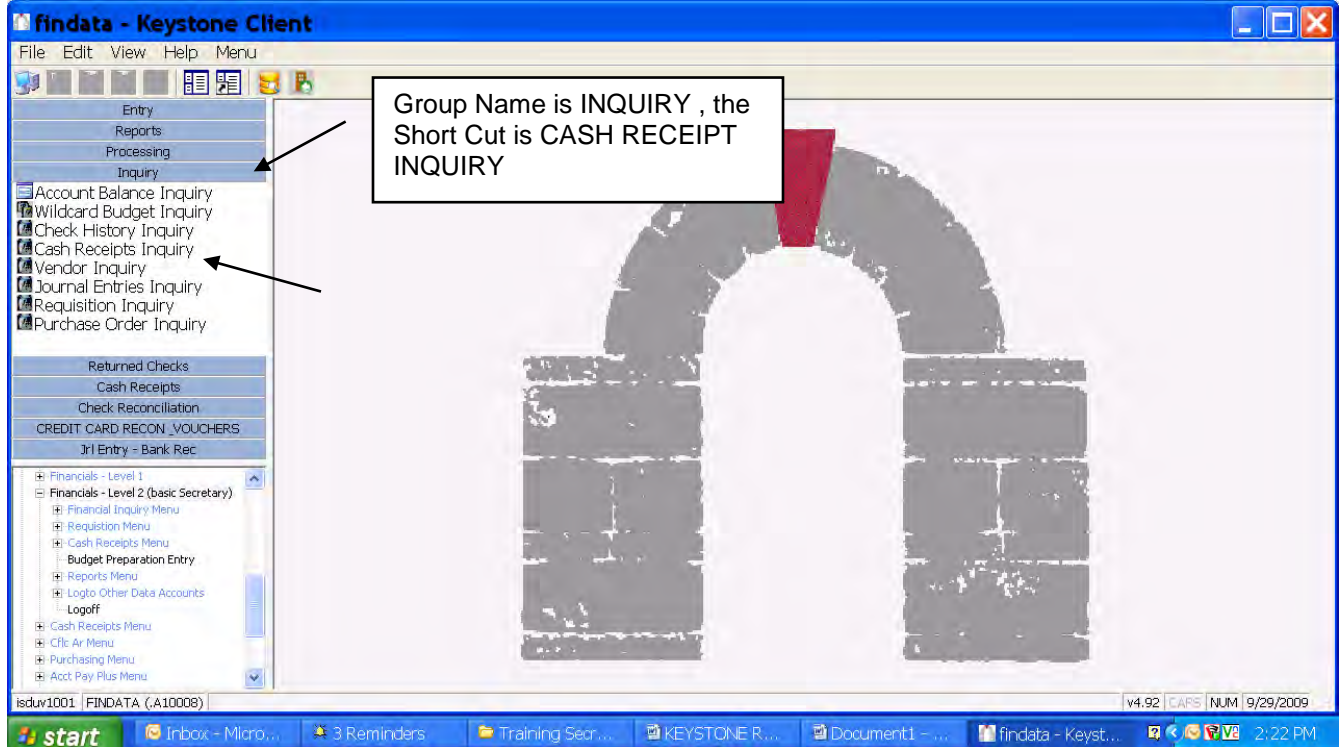 findata - Keystone Client
File Edit View Help Menu
Group Name is INQUIRY , the
Short Cut is CASH RECEIPT
INQUIRY
Entry
Reports
Processing
Inquiry
Account Balance Inquiry
Wildcard Budget Inquiry
Check History Inquiry
Cash Receipts Inquiry
Vendor Inquiry
Journal Entries Inquiry
Requisition Inquiry
Purchase Order Inquiry
Returned Checks
Cash Receipts
Check Reconciliation
CREDIT CARD RECON _VOUCHERS
Jrl Entry - Bank Rec
Financials - Level 1
Financials - Level 2 (basic Secretary)
Financial Inquiry Menu
Requistion Menu
Cash Receipts Menu
Budget Preparation Entry
Reports Menu
Logto Other Data Accounts
Logoff
Cash Receipts Menu
Cflc Ar Menu
Purchasing Menu
Acct Pay Plus Menu
isduv1001 FINDATA (.A10008) v4.92 CAPS NUM 9/29/2009
start Inbox - Micro... 3 Reminders Training Secr... KEYSTONE R... Document1 - ... findata - Keyst... V2 2:22 PM